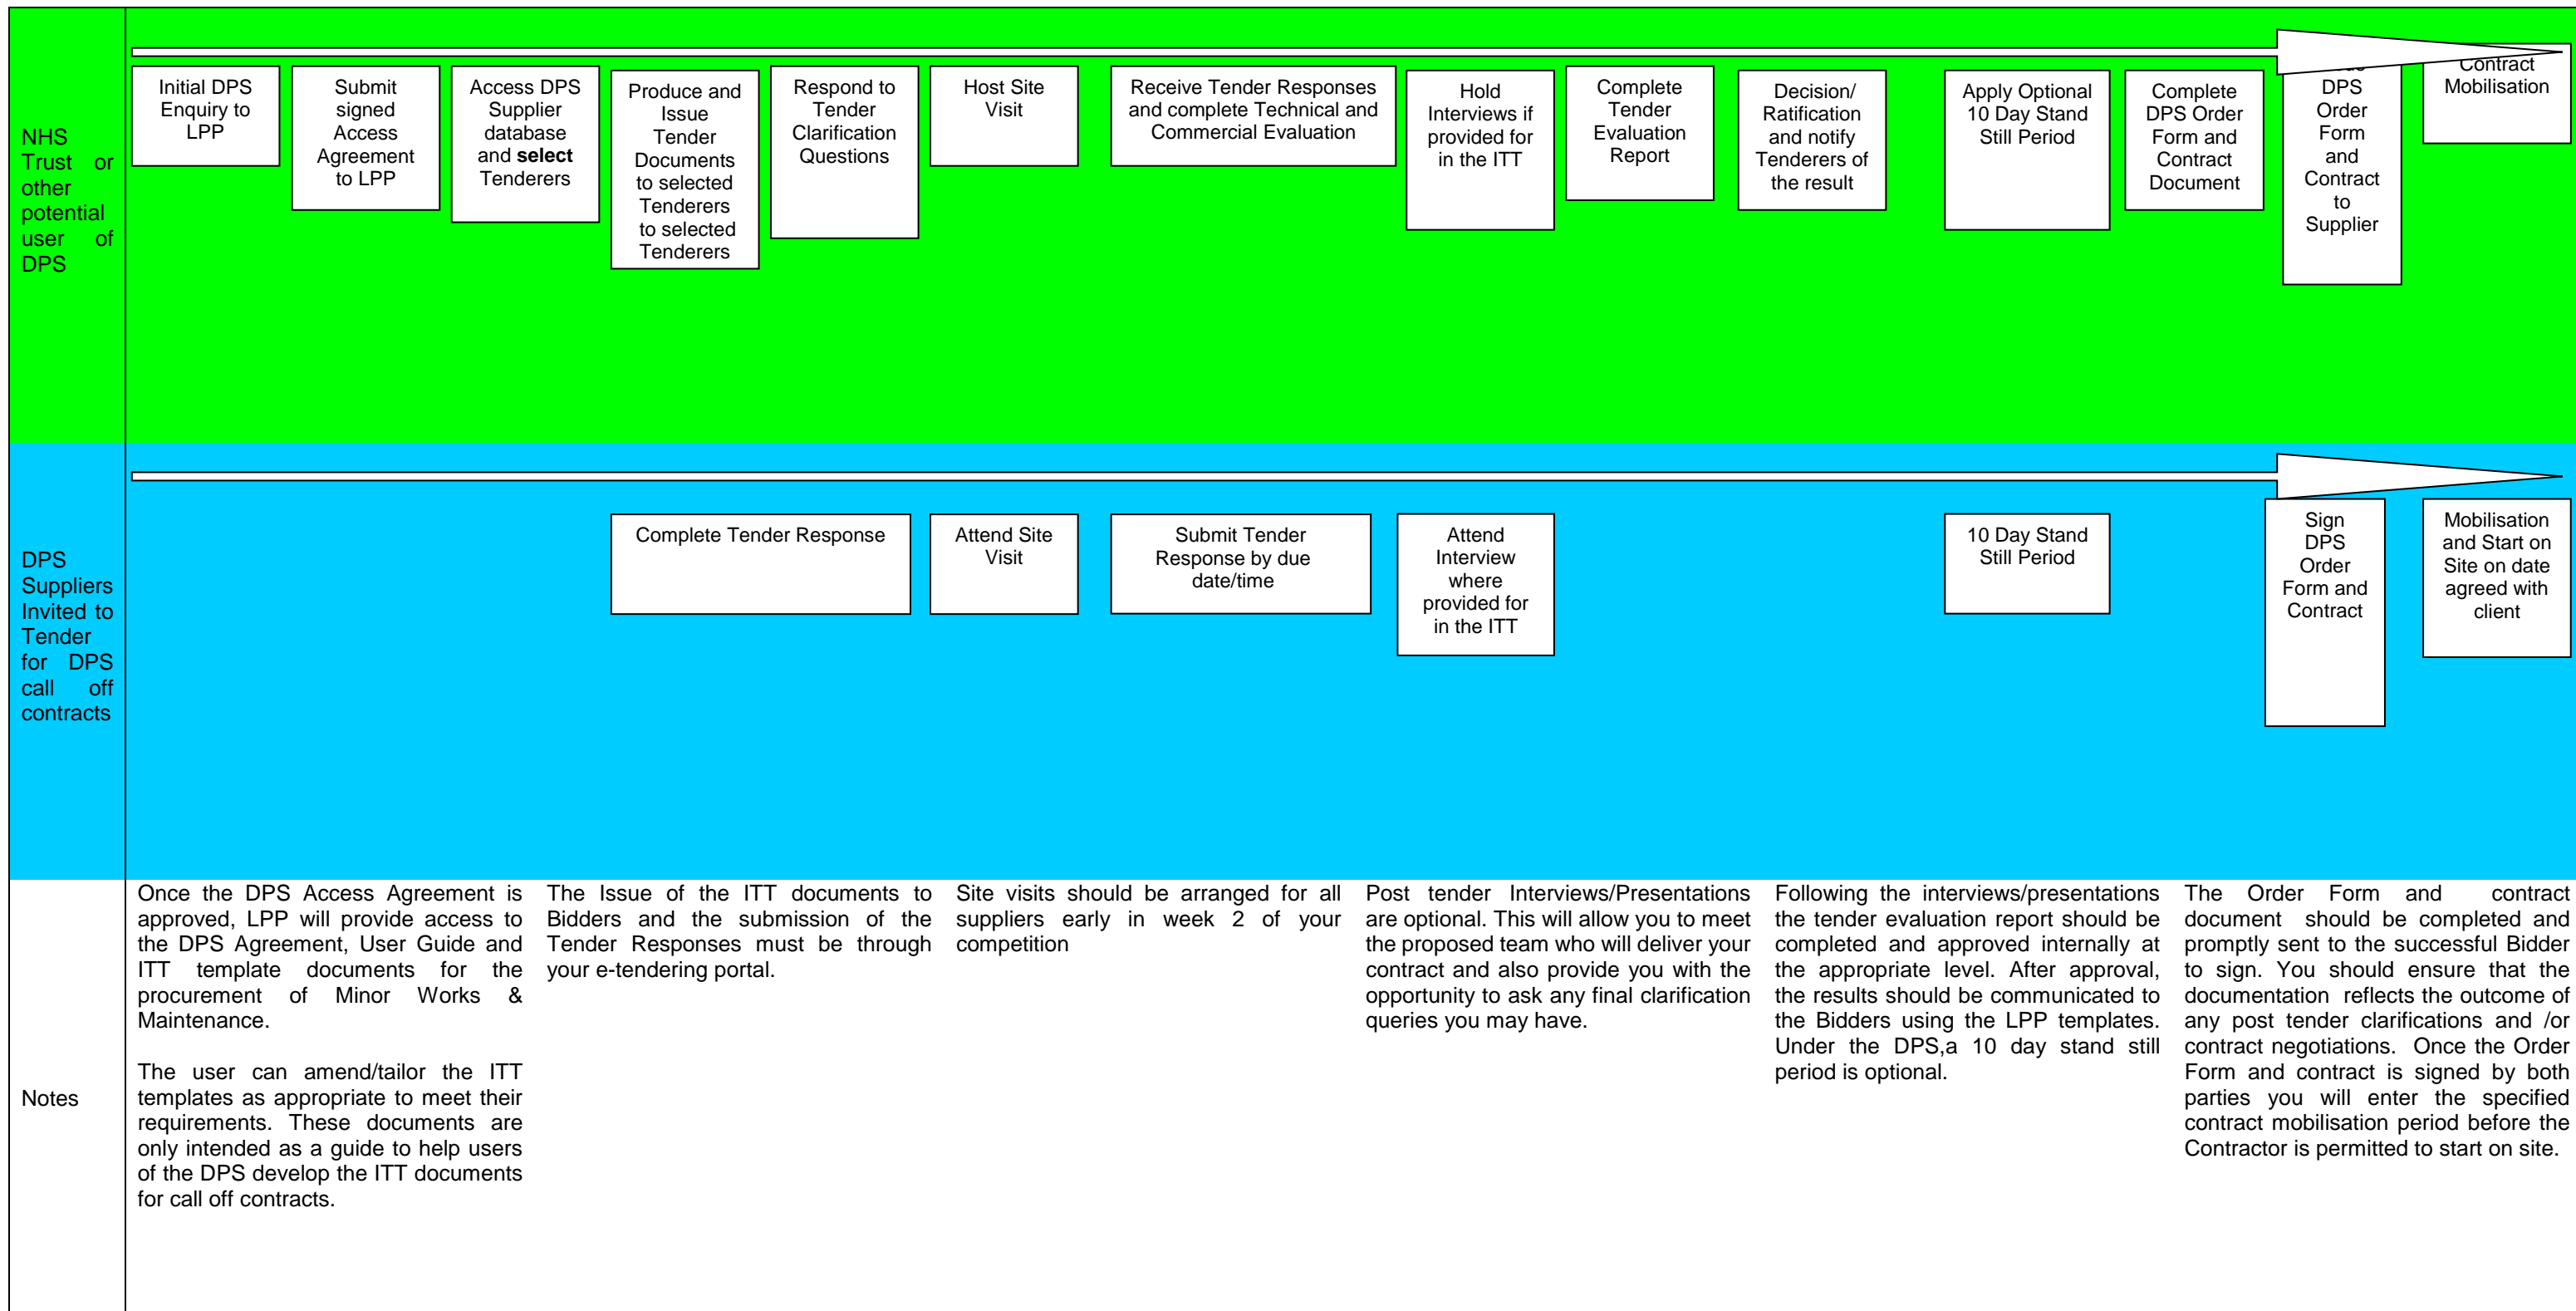 NHS
Trust or
other
potential
user of
DPS
Initial DPS
Enquiry to
LPP
Submit
signed
Access
Agreement
to LPP
Access DPS
Supplier
database
and select
Tenderers
Produce and
Issue
Tender
Documents
to selected
Tenderers
to selected
Tenderers
Respond to
Tender
Clarification
Questions
Host Site
Visit
Receive Tender Responses
and complete Technical and
Commercial Evaluation
Hold
Interviews if
provided for
in the ITT
Complete
Tender
Evaluation
Report
Decision/
Ratification
and notify
Tenderers of
the result
Apply Optional
10 Day Stand
Still Period
Complete
DPS Order
Form and
Contract
Document
DPS
Order
Form
and
Contract
to
Supplier
Contract
Mobilisation
DPS
Suppliers
Invited to
Tender
for DPS
call off
contracts
Complete Tender Response
Attend Site
Visit
Submit Tender
Response by due
date/time
Attend
Interview
where
provided for
in the ITT
10 Day Stand
Still Period
Sign
DPS
Order
Form and
Contract
Mobilisation
and Start on
Site on date
agreed with
client
Notes
Once the DPS Access Agreement is
approved, LPP will provide access to
the DPS Agreement, User Guide and
ITT template documents for the
procurement of Minor Works &
Maintenance.
The user can amend/tailor the ITT
templates as appropriate to meet their
requirements. These documents are
only intended as a guide to help users
of the DPS develop the ITT documents
for call off contracts.
The Issue of the ITT documents to
Bidders and the submission of the
Tender Responses must be through
your e-tendering portal.
Site visits should be arranged for all
suppliers early in week 2 of your
competition
Post tender Interviews/Presentations
are optional. This will allow you to meet
the proposed team who will deliver your
contract and also provide you with the
opportunity to ask any final clarification
queries you may have.
Following the interviews/presentations
the tender evaluation report should be
completed and approved internally at
the appropriate level. After approval,
the results should be communicated to
the Bidders using the LPP templates.
Under the DPS,a 10 day stand still
period is optional.
The Order Form and contract
document should be completed and
promptly sent to the successful Bidder
to sign. You should ensure that the
documentation reflects the outcome of
any post tender clarifications and /or
contract negotiations. Once the Order
Form and contract is signed by both
parties you will enter the specified
contract mobilisation period before the
Contractor is permitted to start on site.